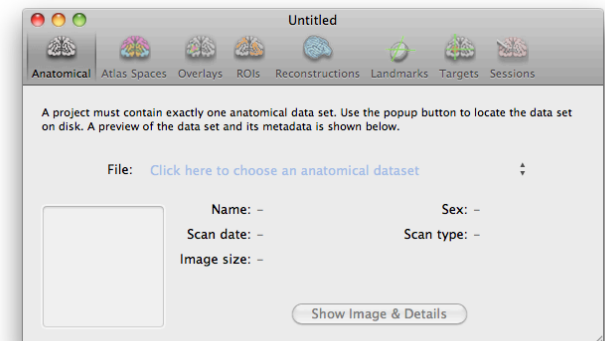 Untitled
Anatomical Atlas Spaces Overlays ROIs Reconstructions Landmarks Targets Sessions
A project must contain exactly one anatomical data set. Use the popup button to locate the data set
on disk. A preview of the data set and its metadata is shown below.
File: Click here to choose an anatomical dataset
Name: – Sex: –
Scan date: – Scan type: –
Image size: –
Show Image & Details